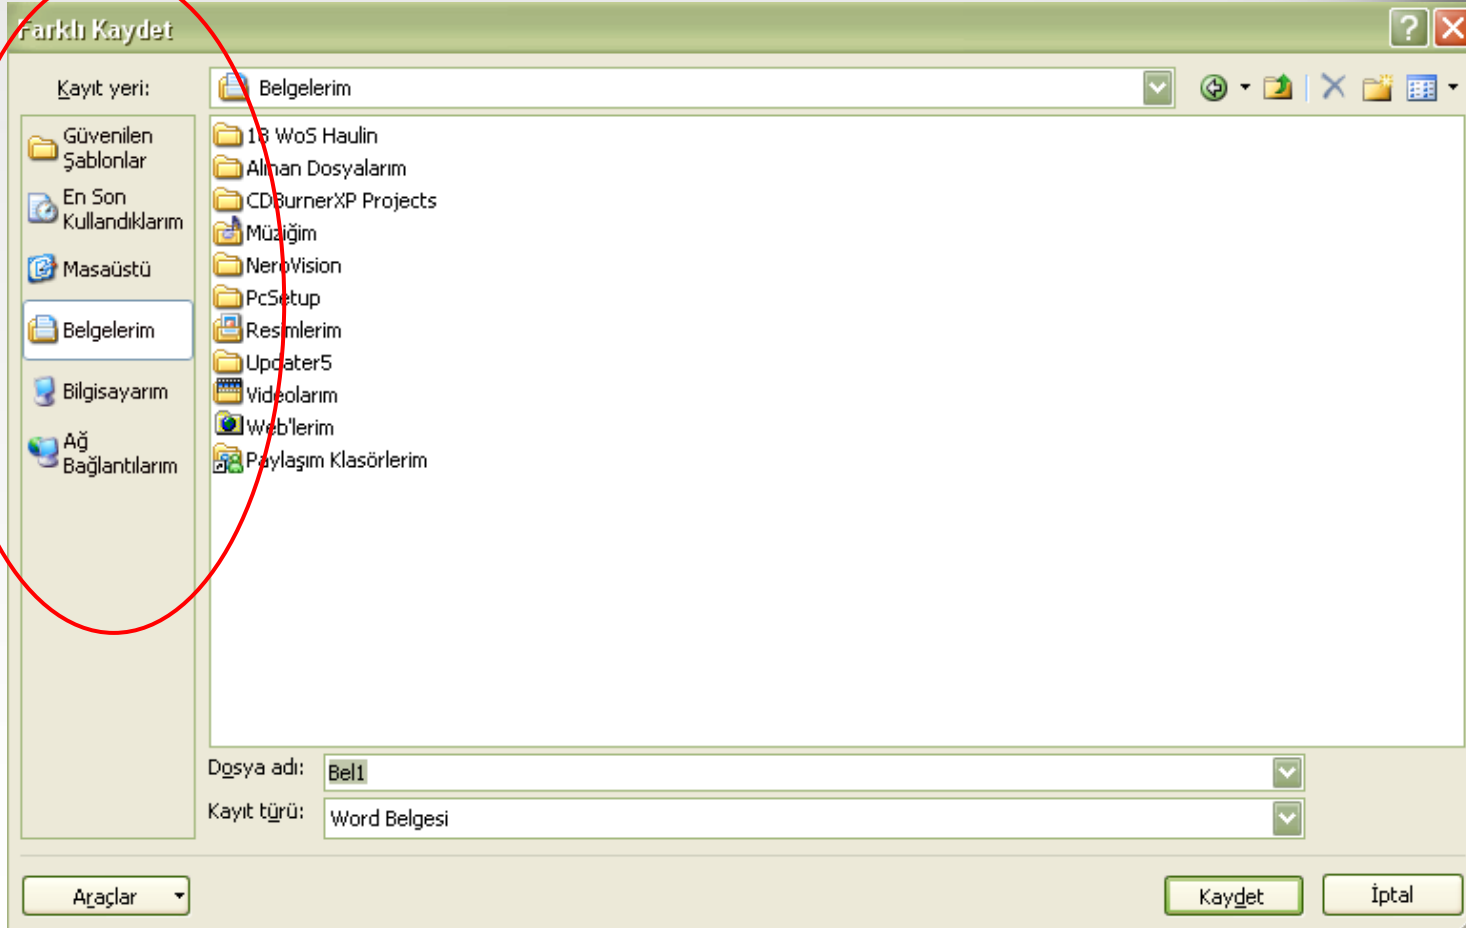 Farklı Kaydet
Kayıt yeri:
Belgelerim
Güvenilen
Şablonlar
En Son
Kullandıklarım
Masaüstü
Belgelerim
Bilgisayarım
Ağ
Bağlantılarım
18 WoS Haulin
Alınan Dosyalarım
CDBurnerXP Projects
Müziğim
NeroVision
PcSetup
Resimlerim
Updater5
Videolarım
Web'lerim
Paylaşım Klasörlerim
Dosya adı:
Bel1
Kayıt türü:
Word Belgesi
Araçlar
Kaydet
İptal